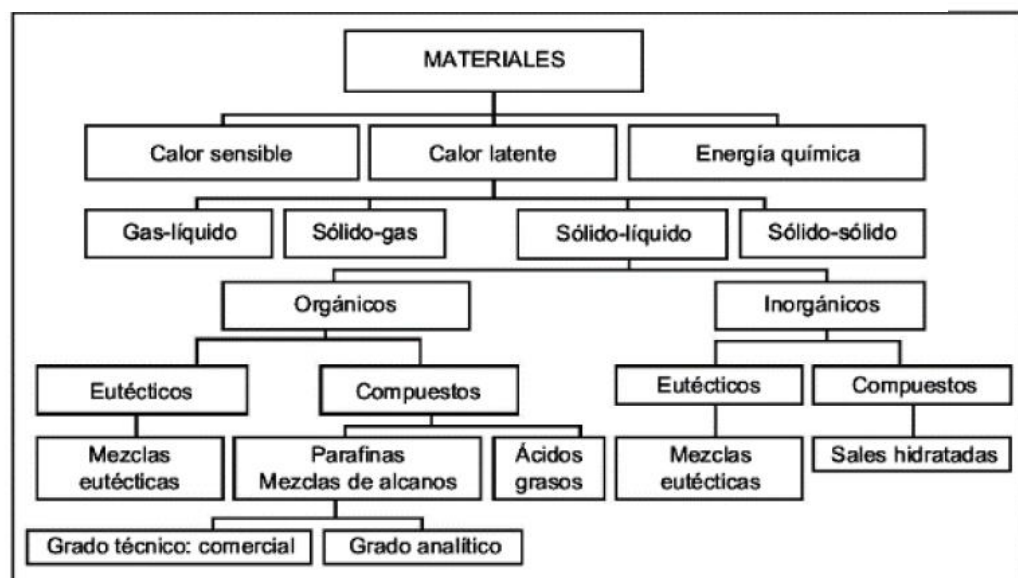 MATERIALES
Calor sensible
Calor latente
Energía química
Gas-líquido
Sólido-gas
Sólido-líquido
Sólido-sólido
Orgánicos
Inorgánicos
Eutécticos
Compuestos
Eutécticos
Compuestos
Mezclas
eutécticas
Parafinas
Mezclas de alcanos
Ácidos
grasos
Mezclas
eutécticas
Sales hidratadas
Grado técnico: comercial
Grado analítico